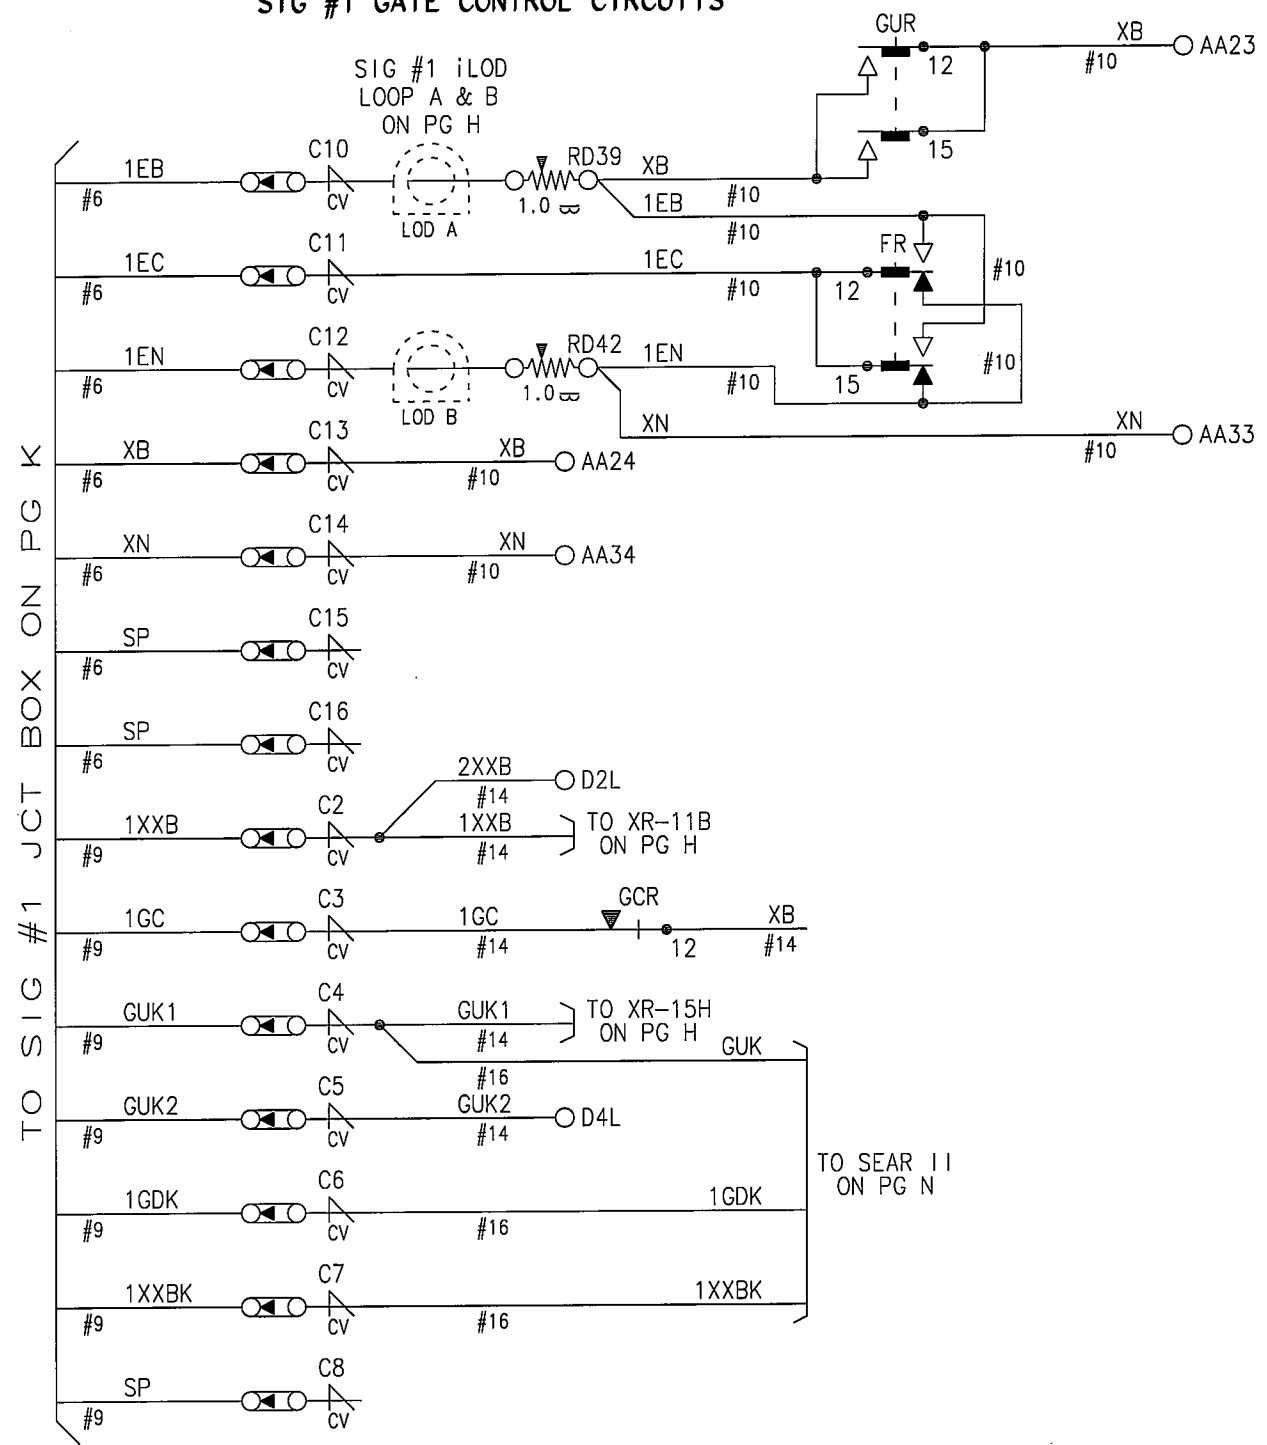 SIG #1 GATE CONTROL CIRCUITS
GUR
XB
AA23
12
#10
SIG #1 iLOD
LOOP A & B
ON PG H
15
C10
1EB
#6
CV
LOD A
RD39
1.0
XB
#10
1EB
#10
C11
1EC
#6
CV
1EC
#10
FR
12
#10
C12
1EN
#6
CV
LOD B
RD42
1.0
1EN
#10
15
#10
XN
XN
#10
AA33
C13
XB
#6
CV
XB
#10
AA24
C14
XN
#6
CV
XN
#10
AA34
C15
SP
#6
CV
C16
SP
#6
CV
2XXB
#14
D2L
C2
1XXB
#9
CV
1XXB
#14
TO XR-11B
ON PG H
C3
1GC
#9
CV
1GC
#14
GCR
12
XB
#14
C4
GUK1
#9
CV
GUK1
#14
TO XR-15H
ON PG H
GUK
#16
C5
GUK2
#9
CV
GUK2
#14
D4L
C6
1GDK
#9
CV
#16
1GDK
TO SEAR II
ON PG N
C7
1XXBK
#9
CV
#16
1XXBK
C8
SP
#9
CV
TO SIG #1 JCT BOX ON PG K